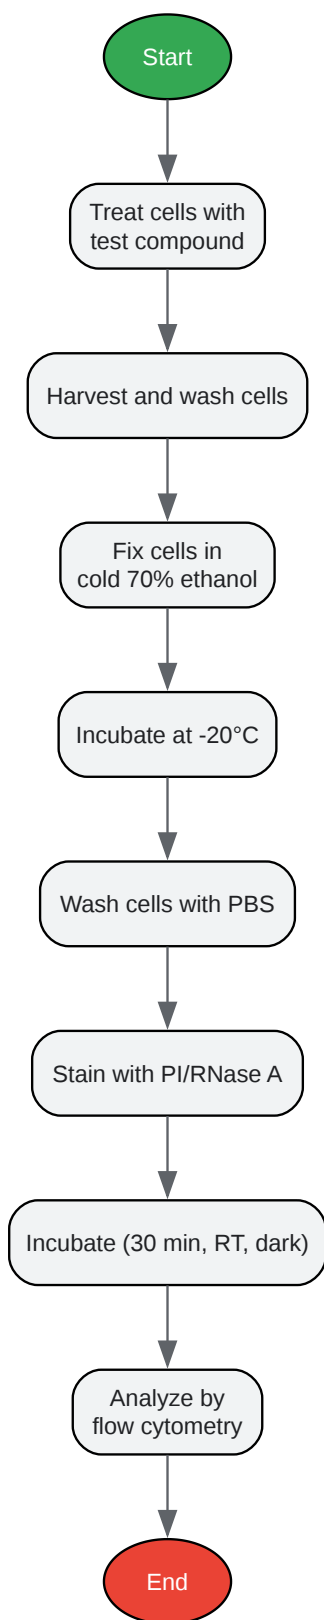 Start
Treat cells with
test compound
Harvest and wash cells
Fix cells in
cold 70% ethanol
Incubate at -20°C
Wash cells with PBS
Stain with PI/RNase A
Incubate (30 min, RT, dark)
Analyze by
flow cytometry
End